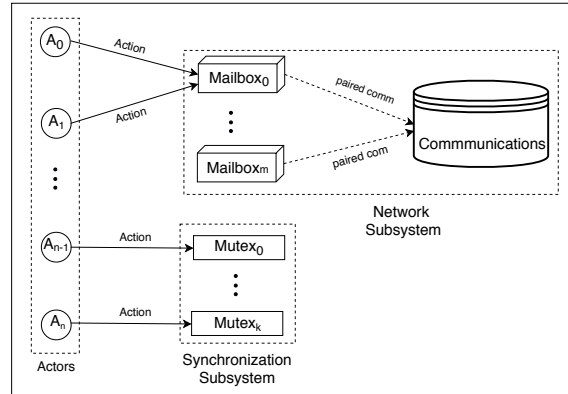 A0
Action
Mailbox0
paired comm
A1
Action
Commmunications
Mailboxm
paired com
Network
Subsystem
An-1
Action
Mutex0
An
Action
Mutexk
Actors
Synchronization
Subsystem